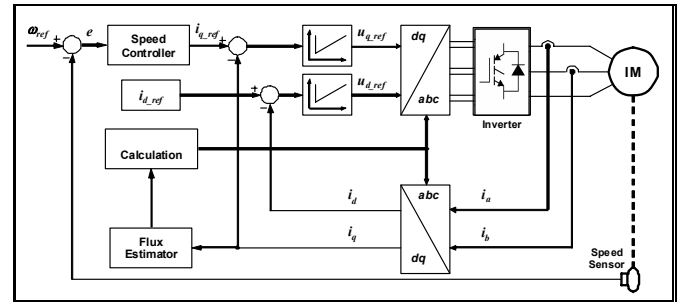 ω_ref
e
Speed
Controller
i_q_ref
u_q_ref
dq
abc
IM
Inverter
i_d_ref
u_d_ref
Calculation
abc
dq
i_d
i_a
i_q
i_b
Flux
Estimator
Speed
Sensor